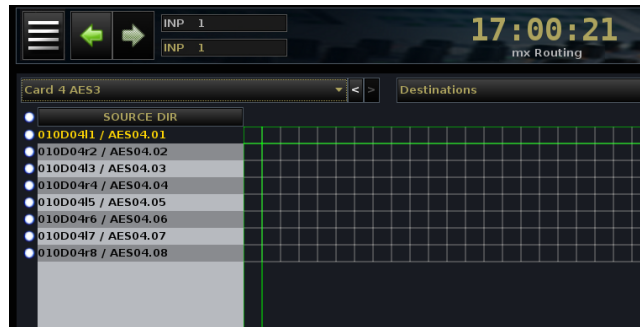 INP 1
INP 1
17:00:21
mx Routing
Card 4 AES3
< >
Destinations
SOURCE DIR
010D04l1 / AES04.01
010D04r2 / AES04.02
010D04l3 / AES04.03
010D04r4 / AES04.04
010D04l5 / AES04.05
010D04r6 / AES04.06
010D04l7 / AES04.07
010D04r8 / AES04.08